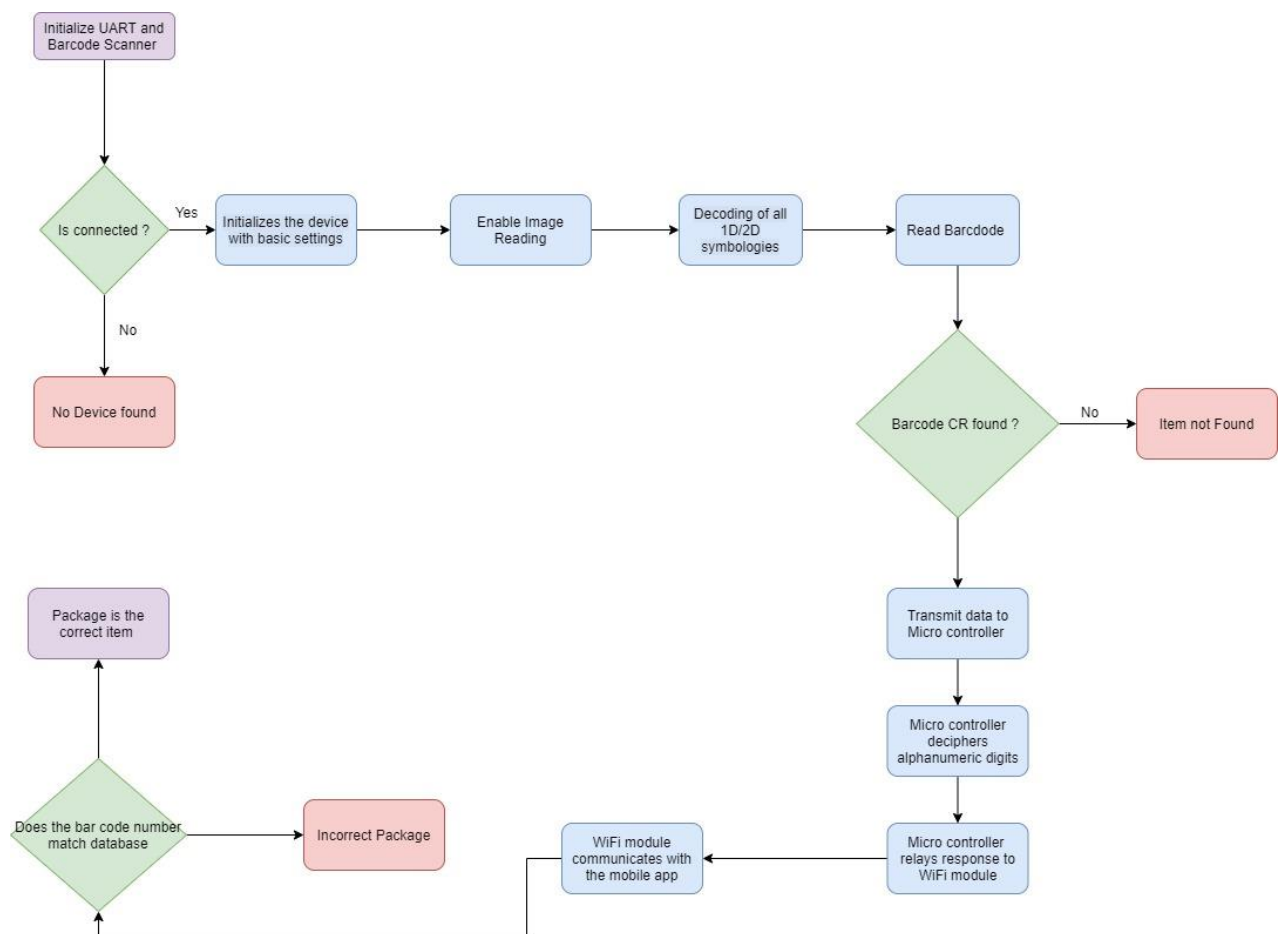 Initialize UART and
Barcode Scanner
Is connected ?
Yes
Initializes the device
with basic settings
Enable Image
Reading
Decoding of all
1D/2D
symbologies
Read Barcdode
No
No Device found
Barcode CR found ?
No
Item not Found
Transmit data to
Micro controller
Micro controller
deciphers
alphanumeric digits
Micro controller
relays response to
WiFi module
WiFi module
communicates with
the mobile app
Does the bar code number
match database
Incorrect Package
Package is the
correct item